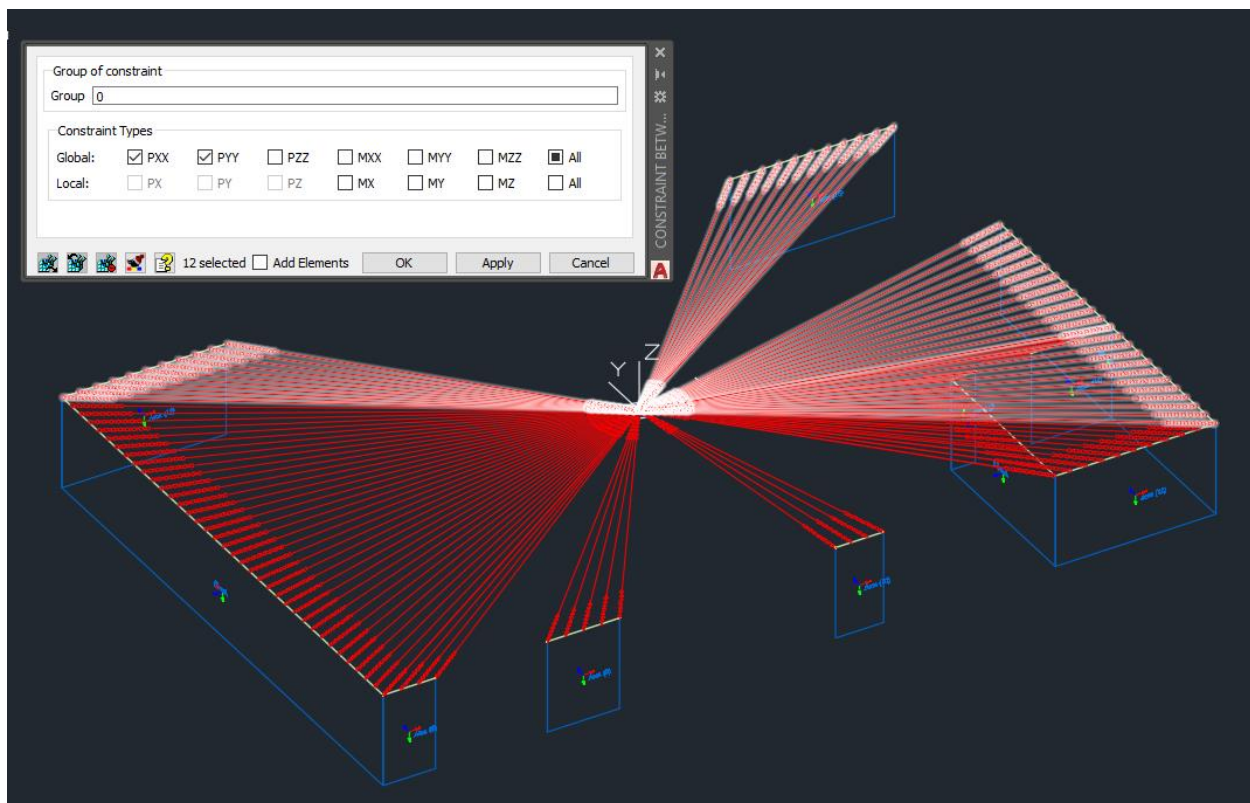 Group of constraint
Group 0
Constraint Types
Global: PXX PYY PZZ MXX MYY MZZ All
Local: PX PY PZ MX MY MZ All
12 selected Add Elements OK Apply Cancel
CONSTRAINT BETW...
Z
Y